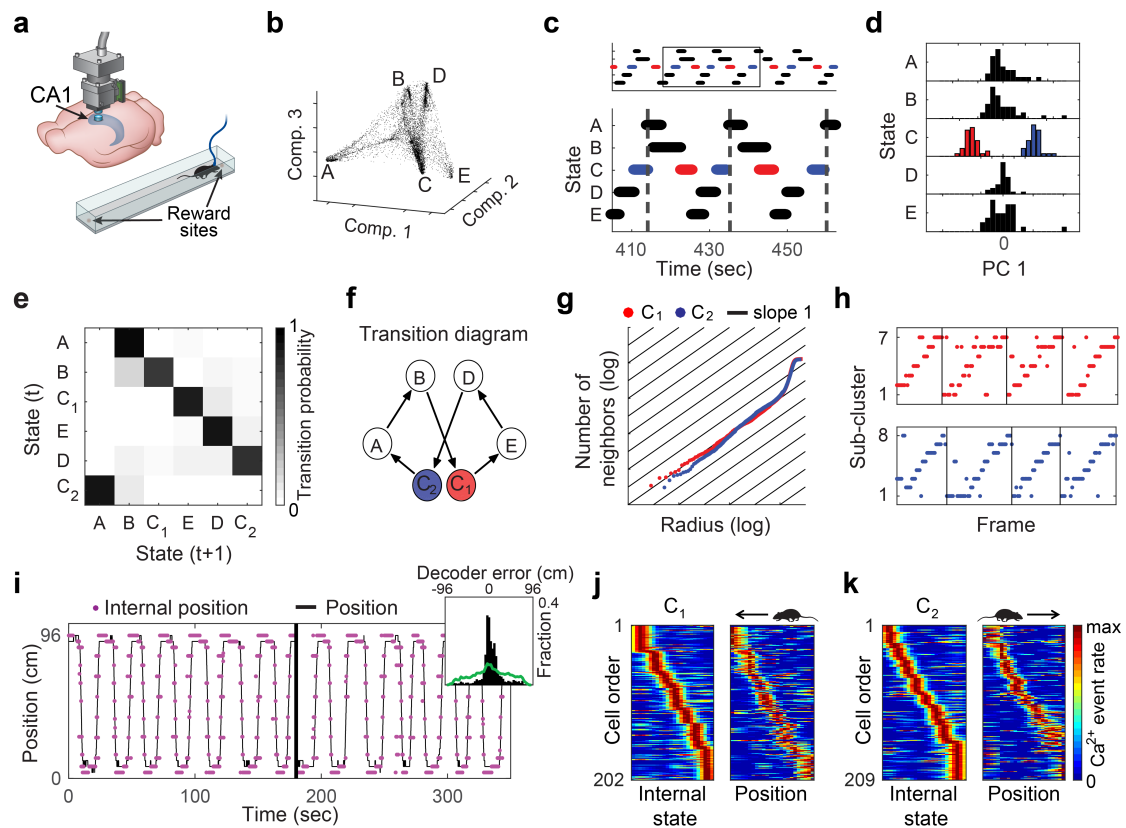 a
CA1
Reward
sites
b
Comp. 3
A
B
D
C
E
Comp. 1
Comp. 2
c
State
A
B
C
D
E
410
430
450
Time (sec)
d
State
A
B
C
D
E
0
PC 1
e
State (t)
A
B
C1
E
D
C2
A
B
C1
E
D
C2
State (t+1)
1
0
Transition probability
f
Transition diagram
B
D
A
E
C2
C1
g
C1
C2
slope 1
Number of
neighbors (log)
Radius (log)
h
Sub-cluster
7
1
8
1
Frame
i
Internal position
Position
Position (cm)
96
0
0
100
200
300
Time (sec)
Decoder error (cm)
-96
0
96
0.4
Fraction
j
C1
Cell order
1
202
Internal
state
Position
k
C2
Cell order
1
209
Internal
state
Position
max
0
Ca2+ event rate